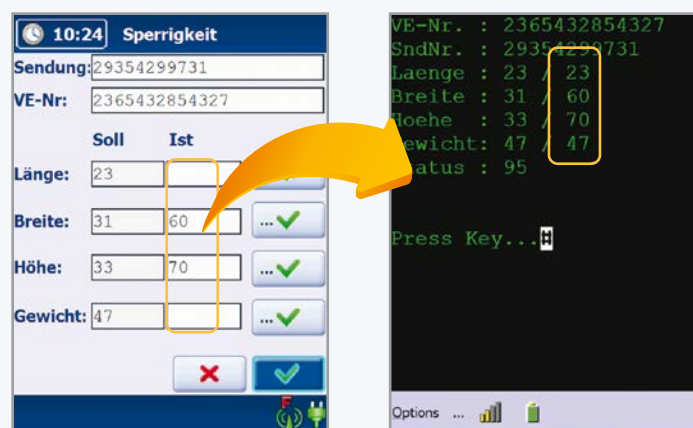 10:24 Sperrigkeit
Sendung: 29354299731
VE-Nr: 2365432854327
Soll Ist
Länge: 23
Breite: 31 60 ...
Höhe: 33 70 ...
Gewicht: 47 ...
F
VE-Nr. : 2365432854327
SndNr. : 29354299731
Laenge : 23 / 23
Breite : 31 / 60
Hoehe : 33 / 70
Gewicht: 47 / 47
Status : 95
Press Key...#
Options ...